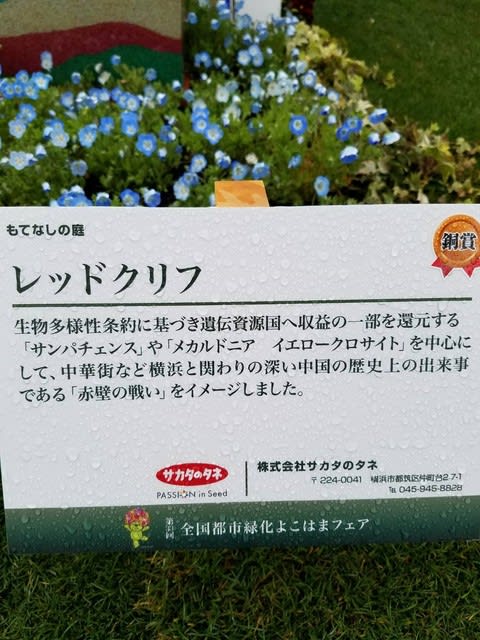 もてなしの庭
銅賞
レッドクリフ
生物多様性条約に基づき遺伝資源国へ収益の一部を還元する
「サンパチェンス」や「メカルドニア　イエロークロサイト」を中心に
して、中華街など横浜と関わりの深い中国の歴史上の出来事
である「赤壁の戦い」をイメージしました。
サカタのタネ
PASSION in Seed
株式会社サカタのタネ
〒224-0041　横浜市都筑区仲町台2-7-1
℡ 045-945-8828
全国都市緑化よこはまフェア